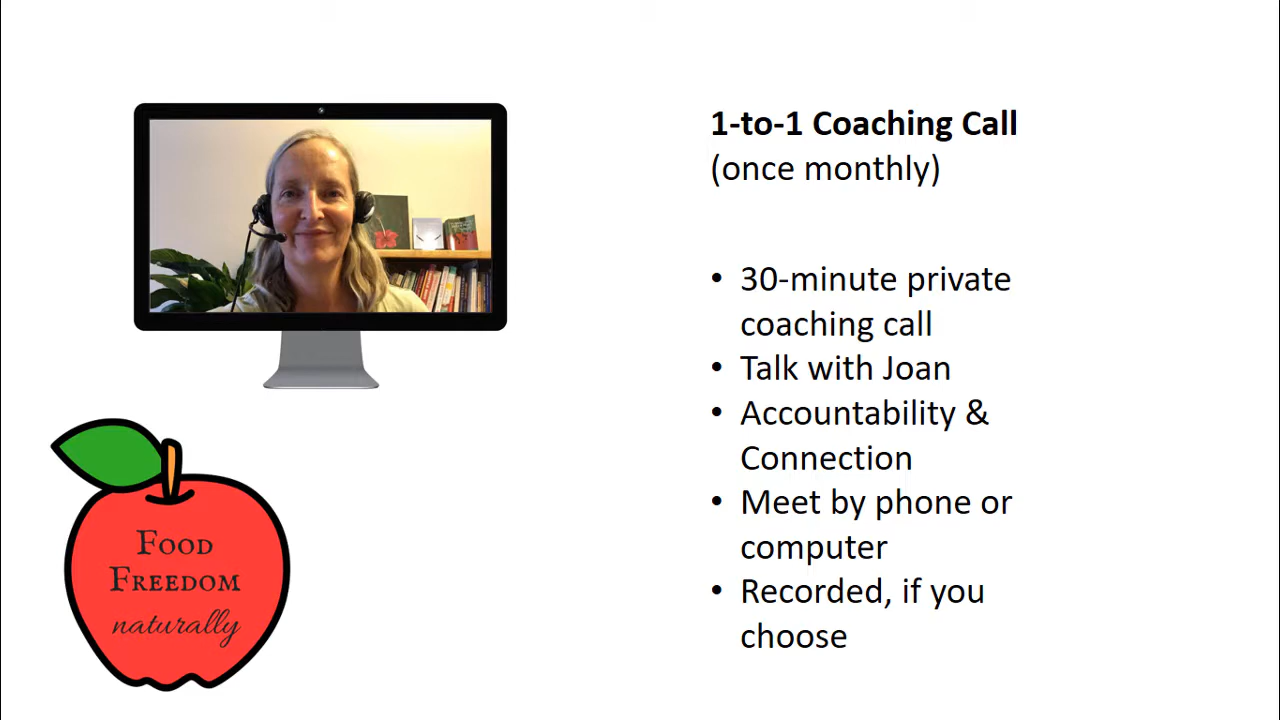 1-to-1 Coaching Call
(once monthly)
• 30-minute private
coaching call
• Talk with Joan
• Accountability &
Connection
• Meet by phone or
computer
• Recorded, if you
choose
Food
Freedom
naturally